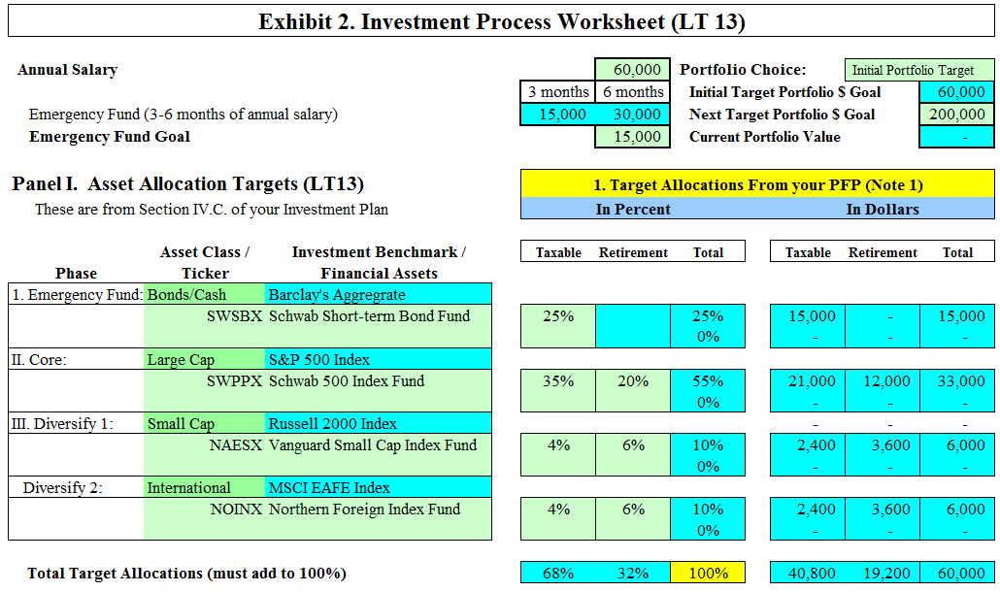 Exhibit 2. Investment Process Worksheet (LT 13)
Annual Salary 60,000 Portfolio Choice: Initial Portfolio Target
3 months 6 months Initial Target Portfolio $ Goal 60,000
Emergency Fund (3-6 months of annual salary) 15,000 30,000 Next Target Portfolio $ Goal 200,000
Emergency Fund Goal 15,000 Current Portfolio Value -
Panel I. Asset Allocation Targets (LT13) 1. Target Allocations From your PFP (Note 1)
These are from Section IV.C. of your Investment Plan In Percent In Dollars
Asset Class / Investment Benchmark / Taxable Retirement Total Taxable Retirement Total
Phase Ticker Financial Assets
1. Emergency Fund: Bonds/Cash Barclay's Aggregrate
SWSBX Schwab Short-term Bond Fund 25% 25% 15,000 - 15,000
0% - - -
II. Core: Large Cap S&P 500 Index
SWPPX Schwab 500 Index Fund 35% 20% 55% 21,000 12,000 33,000
0% - - -
III. Diversify 1: Small Cap Russell 2000 Index - - -
NAESX Vanguard Small Cap Index Fund 4% 6% 10% 2,400 3,600 6,000
0% - - -
Diversify 2: International MSCI EAFE Index
NOINX Northern Foreign Index Fund 4% 6% 10% 2,400 3,600 6,000
0% - - -
Total Target Allocations (must add to 100%) 68% 32% 100% 40,800 19,200 60,000